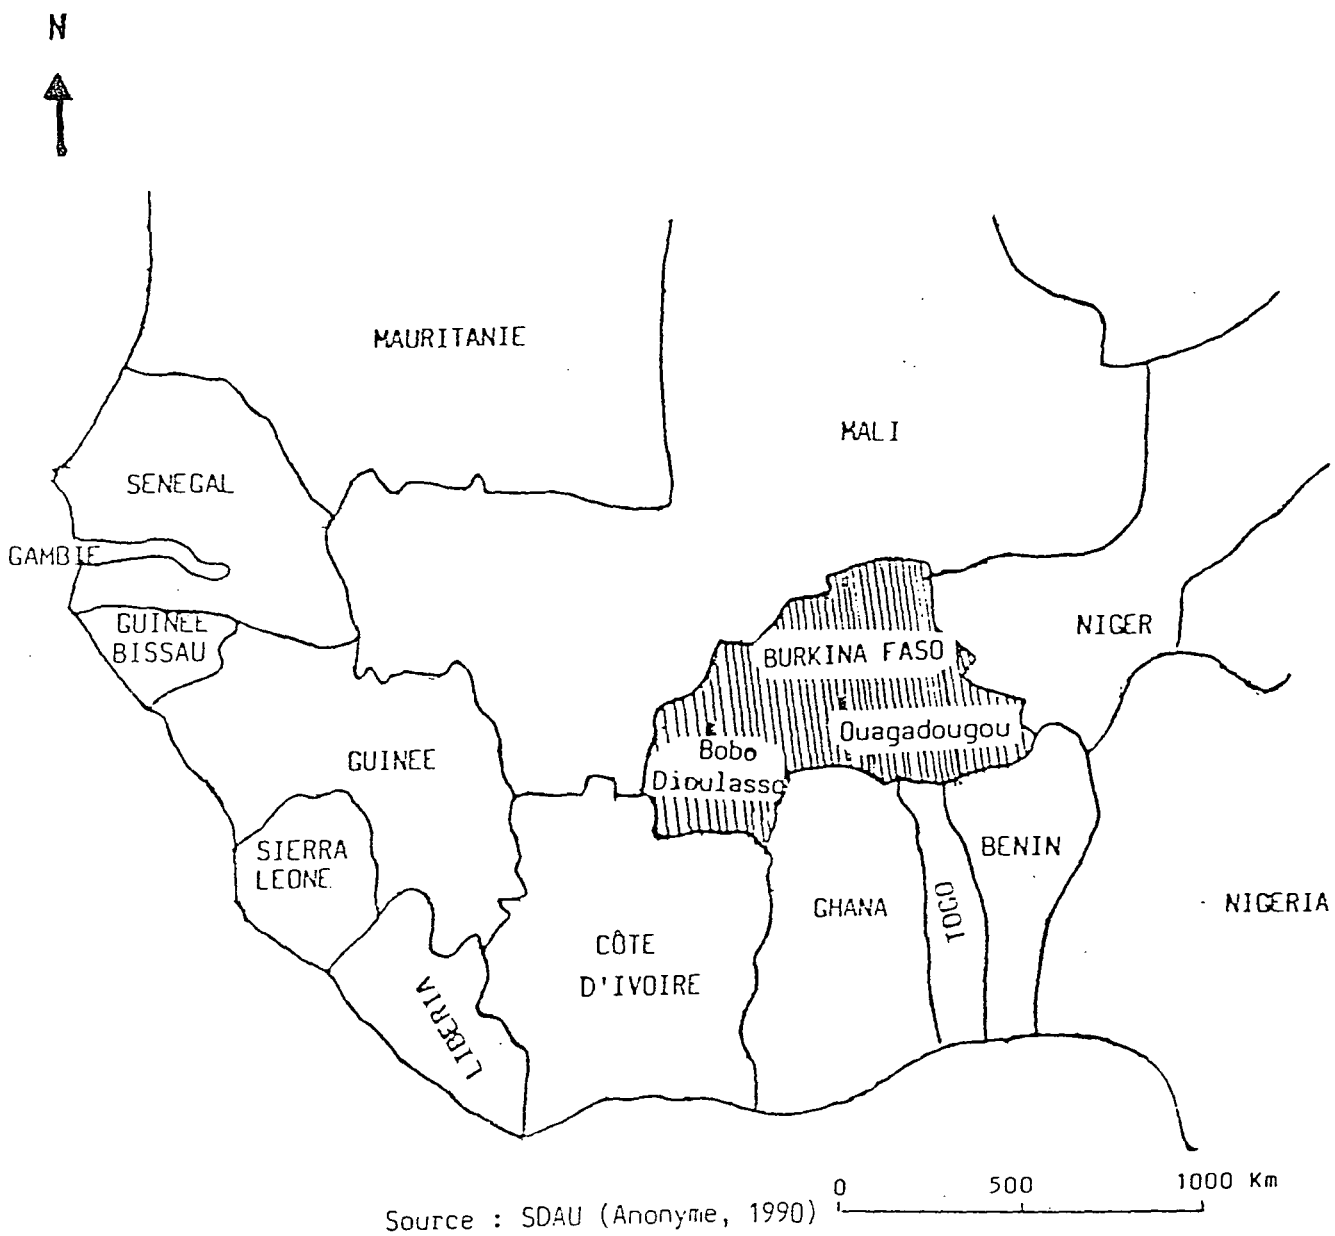 N
MAURITANIE
MALI
SENEGAL
GAMBIE
GUINEE
BISSAU
NIGER
BURKINA FASO
Ouagadougou
Bobo
Dioulasso
GUINEE
SIERRA
LEONE
BENIN
GHANA
TOGO
NIGERIA
CÔTE
D'IVOIRE
LIBERIA
0 500 1000 Km
Source : SDAU (Anonyme, 1990)